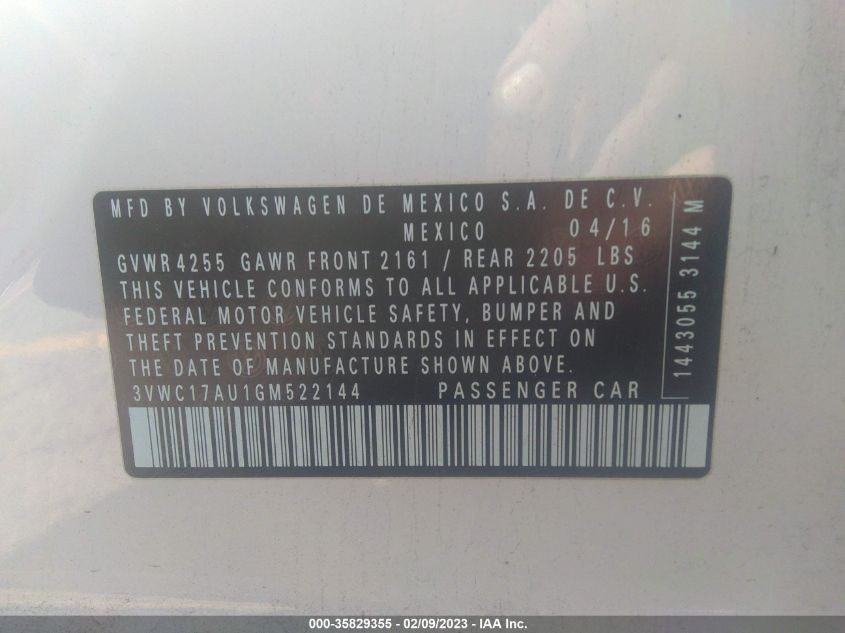 MFD BY VOLKSWAGEN DE MEXICO S.A. DE C.V.
MEXICO 04/16
GVWR 4255 GAWR FRONT 2161 / REAR 2205 LBS
THIS VEHICLE CONFORMS TO ALL APPLICABLE U.S.
FEDERAL MOTOR VEHICLE SAFETY, BUMPER AND
THEFT PREVENTION STANDARDS IN EFFECT ON
THE DATE OF MANUFACTURE SHOWN ABOVE.
3VWC17AU1GM522144 PASSENGER CAR
1443055 3144 M
000-35829355 - 02/09/2023 - IAA Inc.